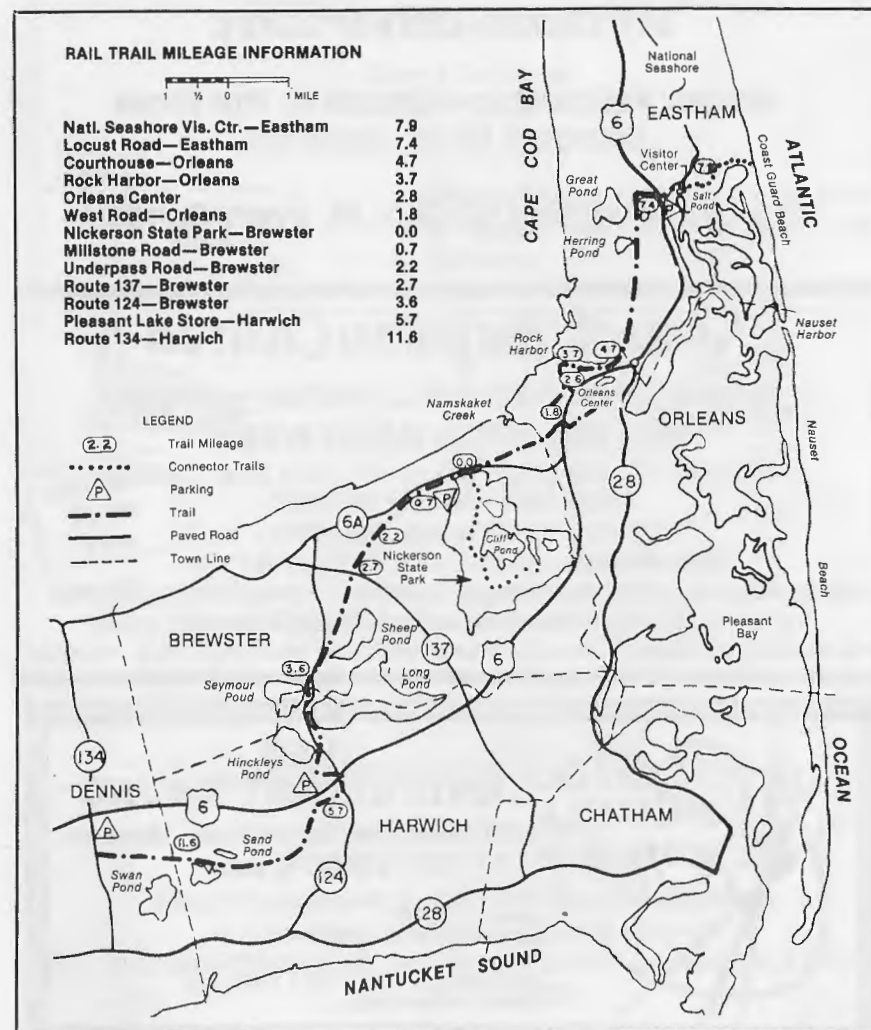 RAIL TRAIL MILEAGE INFORMATION
1 ½ 0 1 MILE
Natl. Seashore Vis. Ctr.—Eastham 7.9
Locust Road—Eastham 7.4
Courthouse—Orleans 4.7
Rock Harbor—Orleans 3.7
Orleans Center 2.8
West Road—Orleans 1.8
Nickerson State Park—Brewster 0.0
Millstone Road—Brewster 0.7
Underpass Road—Brewster 2.2
Route 137—Brewster 2.7
Route 124—Brewster 3.6
Pleasant Lake Store—Harwich 5.7
Route 134—Harwich 11.6
LEGEND
2.2 Trail Mileage
Connector Trails
P Parking
Trail
Paved Road
Town Line
National
Seashore
CAPE COD BAY
6
EASTHAM
ATLANTIC
Visitor
Center
Coast Guard Beach
Great
Pond
7.4
P
Salt
Pond
Herring
Pond
Nauset
Harbor
Rock
Harbor
3.7
4.7
2.6
Orleans
Center
Namskaket
Creek
1.8
ORLEANS
Nauset
0.0
28
0.7
P
6A
2.2
Cliff
Pond
Nickerson
State
Park
2.7
Beach
Pleasant
Bay
BREWSTER
Sheep
Pond
137
6
3.6
Long
Pond
Seymour
Poud
134
Hinckleys
Pond
OCEAN
DENNIS
P
6
5.7
HARWICH
CHATHAM
P
11.6
Sand
Pond
Swan
Pond
124
28
NANTUCKET SOUND